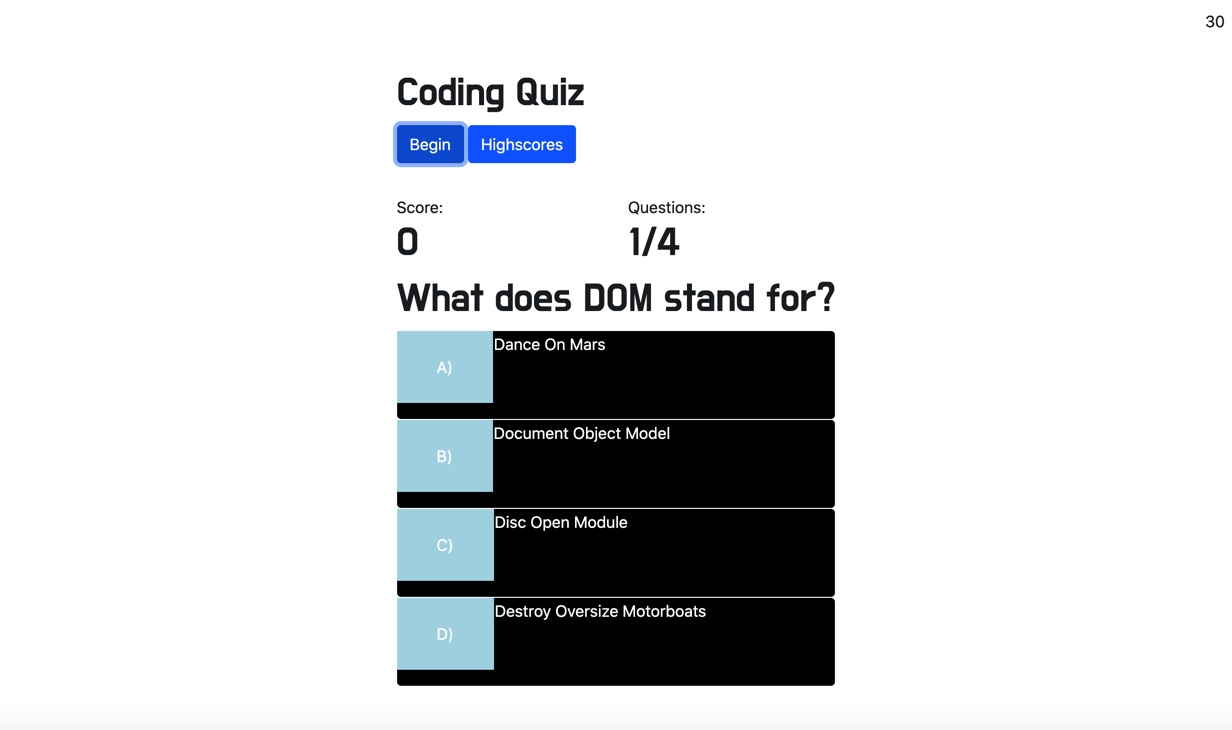 30
Coding Quiz
Begin Highscores
Score: Questions:
0 1/4
What does DOM stand for?
A) Dance On Mars
B) Document Object Model
C) Disc Open Module
D) Destroy Oversize Motorboats